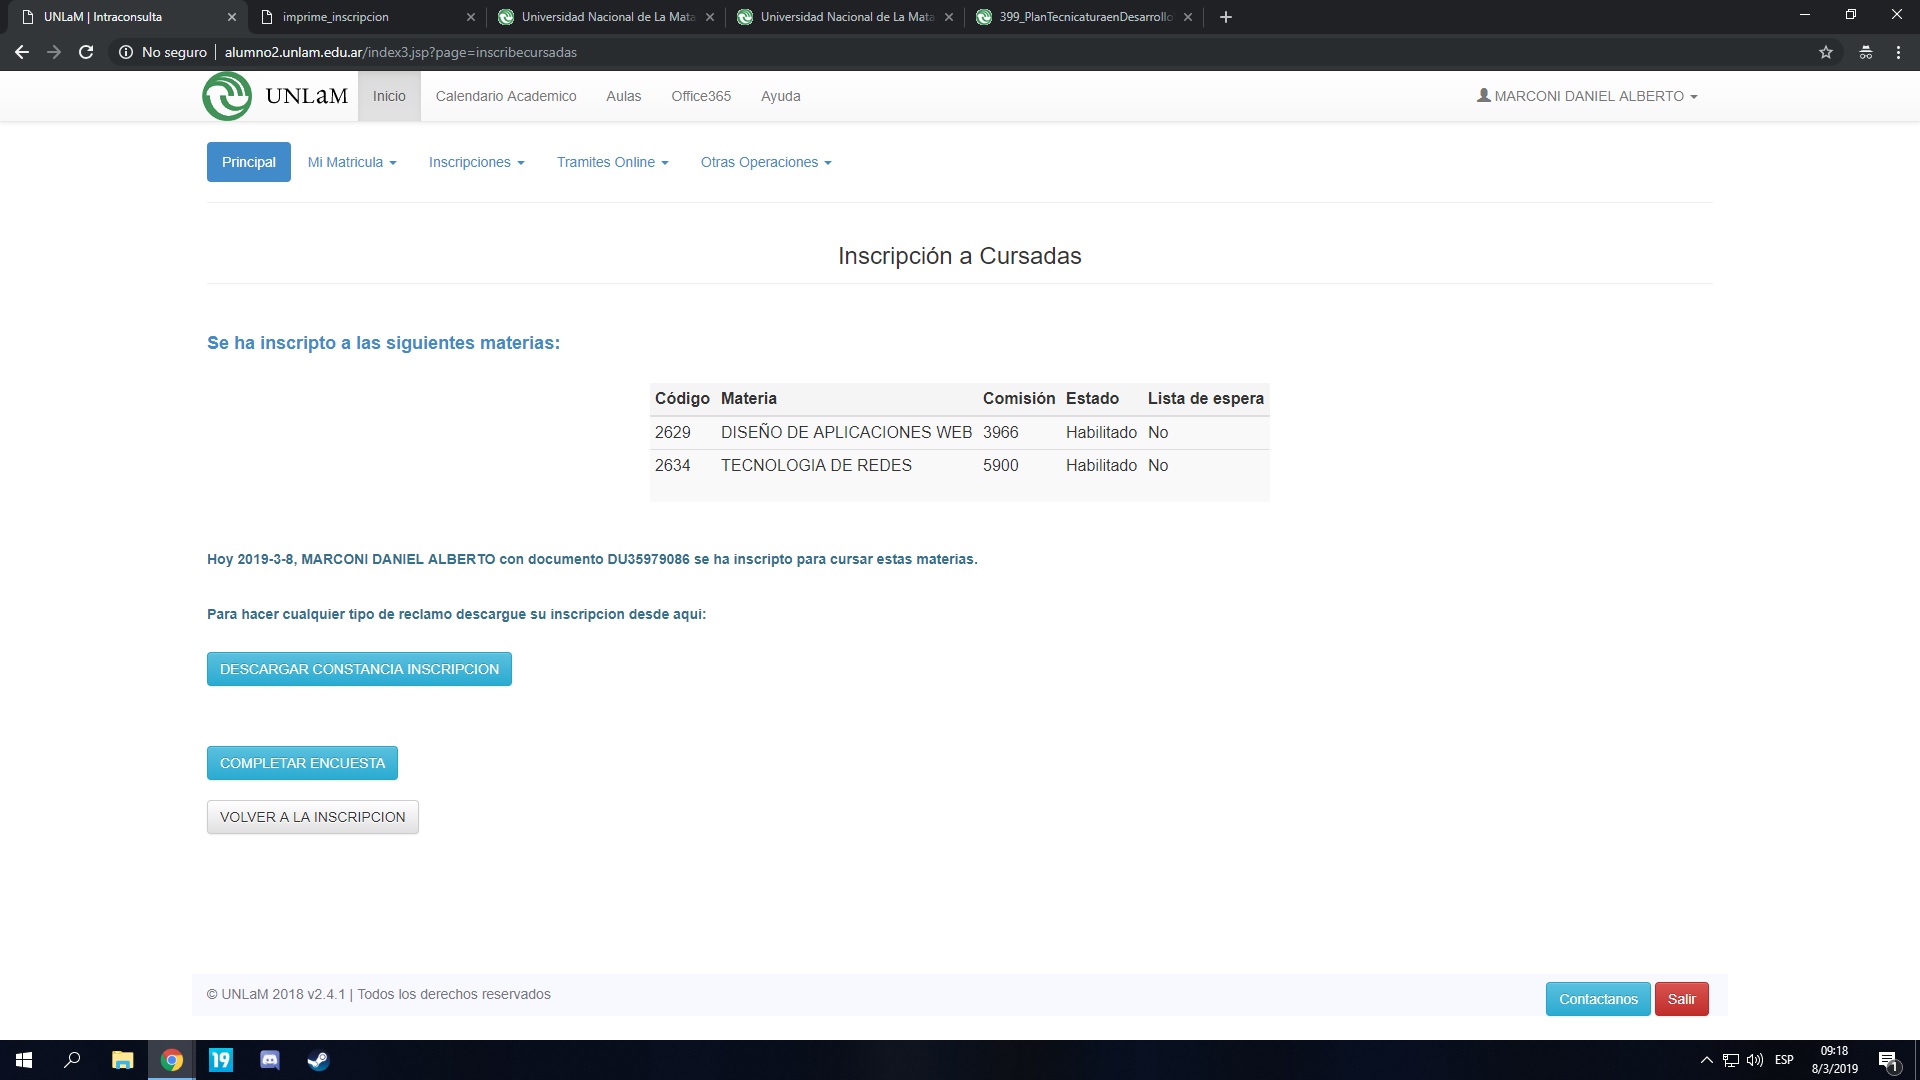 UNLaM | Intraconsulta
imprime_inscripcion
Universidad Nacional de La Mata
Universidad Nacional de La Mata
399_PlanTecnicaturaenDesarrollo
No seguro | alumno2.unlam.edu.ar/index3.jsp?page=inscribecursadas
UNLaM
Inicio
Calendario Academico
Aulas
Office365
Ayuda
MARCONI DANIEL ALBERTO
Principal
Mi Matricula
Inscripciones
Tramites Online
Otras Operaciones
Inscripción a Cursadas
Se ha inscripto a las siguientes materias:
Código Materia Comisión Estado Lista de espera
2629 DISEÑO DE APLICACIONES WEB 3966 Habilitado No
2634 TECNOLOGIA DE REDES 5900 Habilitado No
Hoy 2019-3-8, MARCONI DANIEL ALBERTO con documento DU35979086 se ha inscripto para cursar estas materias.
Para hacer cualquier tipo de reclamo descargue su inscripcion desde aqui:
DESCARGAR CONSTANCIA INSCRIPCION
COMPLETAR ENCUESTA
VOLVER A LA INSCRIPCION
© UNLaM 2018 v2.4.1 | Todos los derechos reservados
Contactanos
Salir
19
ESP
09:18
8/3/2019
1